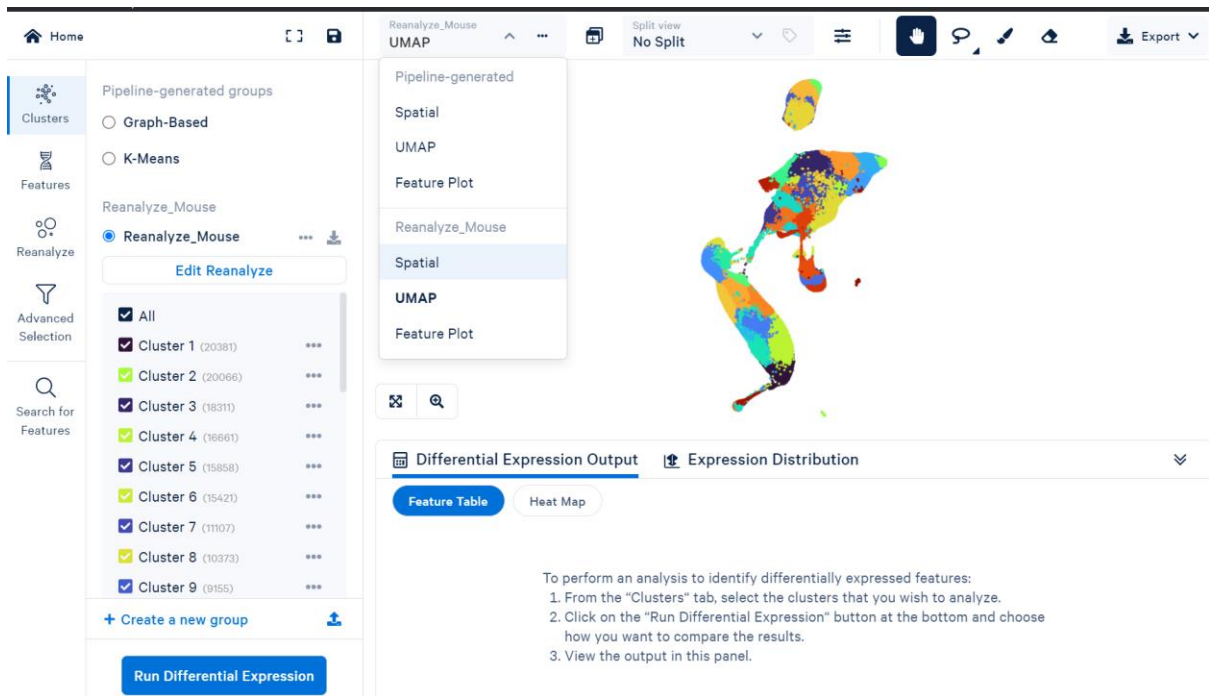 Home
Reanalyze_Mouse
UMAP
Split view
No Split
Export
Clusters
Features
Reanalyze
Advanced
Selection
Search for
Features
Pipeline-generated groups
Graph-Based
K-Means
Reanalyze_Mouse
Reanalyze_Mouse
Edit Reanalyze
All
Cluster 1 (20381)
Cluster 2 (20066)
Cluster 3 (18311)
Cluster 4 (16661)
Cluster 5 (15858)
Cluster 6 (15421)
Cluster 7 (11107)
Cluster 8 (10373)
Cluster 9 (9155)
+ Create a new group
Run Differential Expression
Pipeline-generated
Spatial
UMAP
Feature Plot
Reanalyze_Mouse
Spatial
UMAP
Feature Plot
Differential Expression Output
Expression Distribution
Feature Table
Heat Map
To perform an analysis to identify differentially expressed features:
1. From the “Clusters“ tab, select the clusters that you wish to analyze.
2. Click on the “Run Differential Expression“ button at the bottom and choose
how you want to compare the results.
3. View the output in this panel.